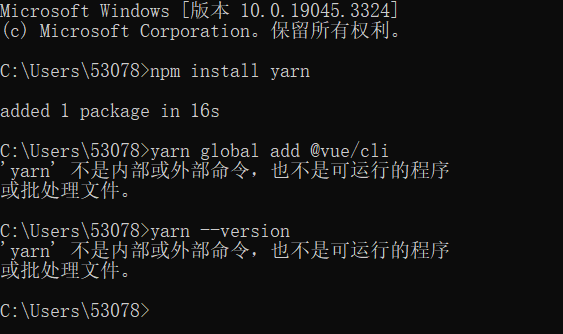 Microsoft Windows [版本 10.0.19045.3324]
(c) Microsoft Corporation。保留所有权利。
C:\Users\53078>npm install yarn
added 1 package in 16s
C:\Users\53078>yarn global add @vue/cli
'yarn' 不是内部或外部命令，也不是可运行的程序
或批处理文件。
C:\Users\53078>yarn --version
'yarn' 不是内部或外部命令，也不是可运行的程序
或批处理文件。
C:\Users\53078>